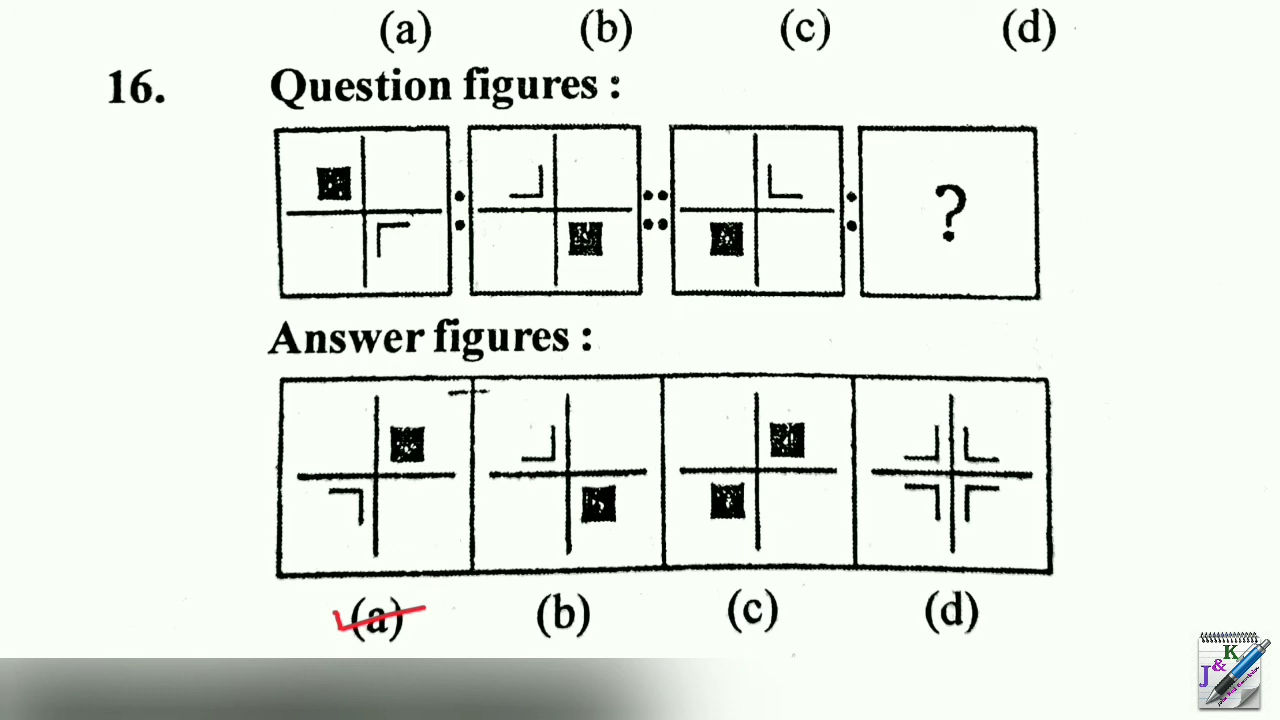 (a) (b) (c) (d)
16. Question figures :
: :: : ?
Answer figures :
(a) (b) (c) (d)
J&K